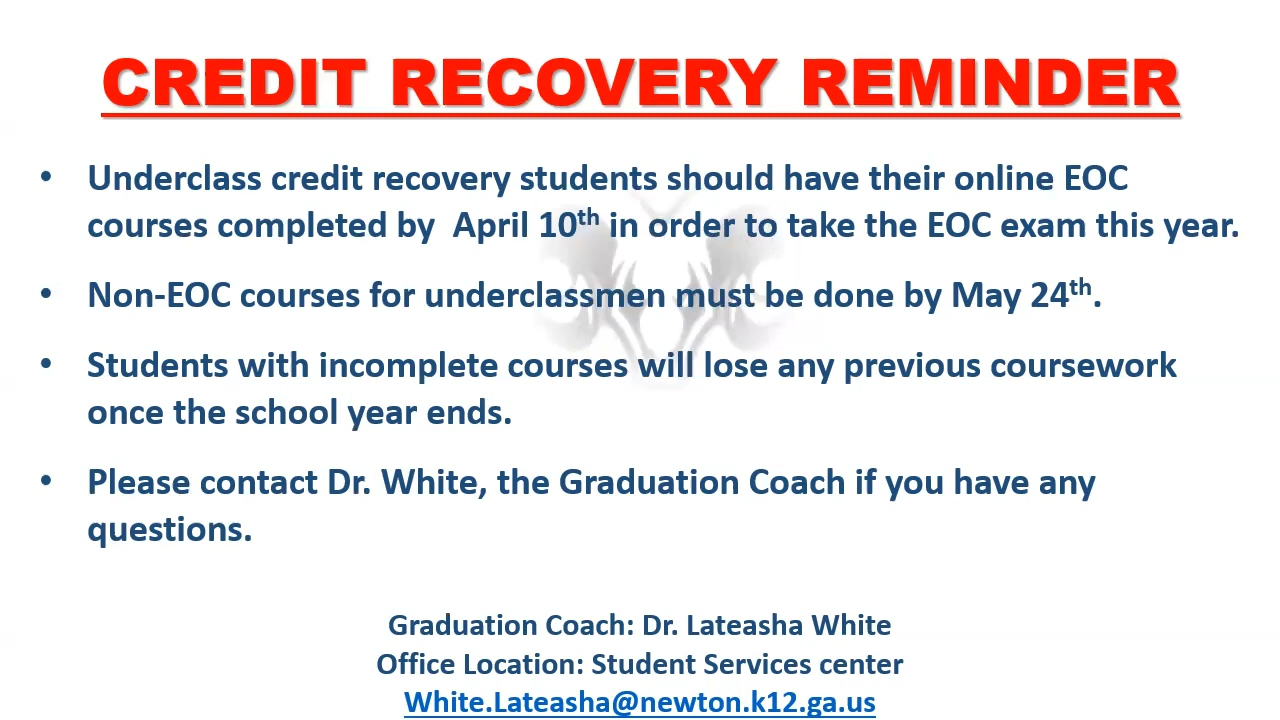 CREDIT RECOVERY REMINDER
• Underclass credit recovery students should have their online EOC
courses completed by  April 10th in order to take the EOC exam this year.
• Non-EOC courses for underclassmen must be done by May 24th.
• Students with incomplete courses will lose any previous coursework
once the school year ends.
• Please contact Dr. White, the Graduation Coach if you have any
questions.
Graduation Coach: Dr. Lateasha White
Office Location: Student Services center
White.Lateasha@newton.k12.ga.us